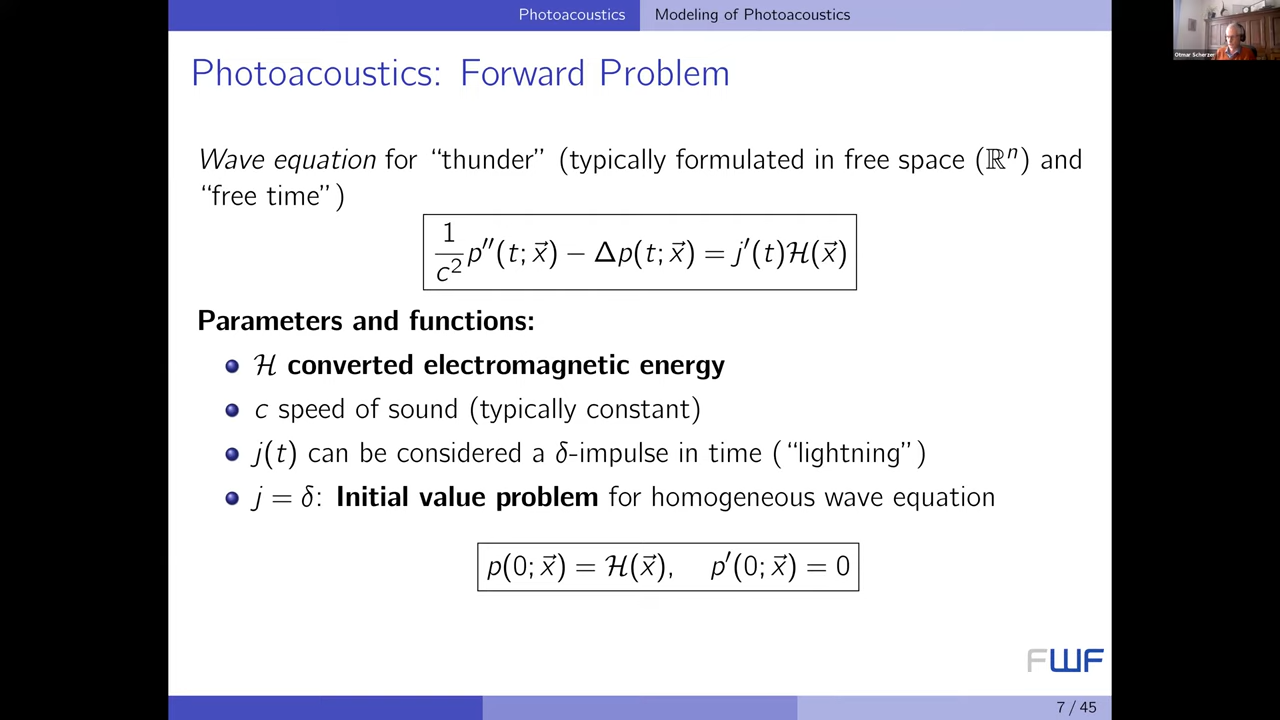 Photoacoustics Modeling of Photoacoustics
Otmar Scherzer
Photoacoustics: Forward Problem
Wave equation for “thunder” (typically formulated in free space (ℝⁿ) and
“free time”)
1/c² p′′(t; x⃗) − Δp(t; x⃗) = j′(t)ℋ(x⃗)
Parameters and functions:
ℋ converted electromagnetic energy
c speed of sound (typically constant)
j(t) can be considered a δ-impulse in time (“lightning”)
j = δ: Initial value problem for homogeneous wave equation
p(0; x⃗) = ℋ(x⃗), p′(0; x⃗) = 0
FWF
7 / 45